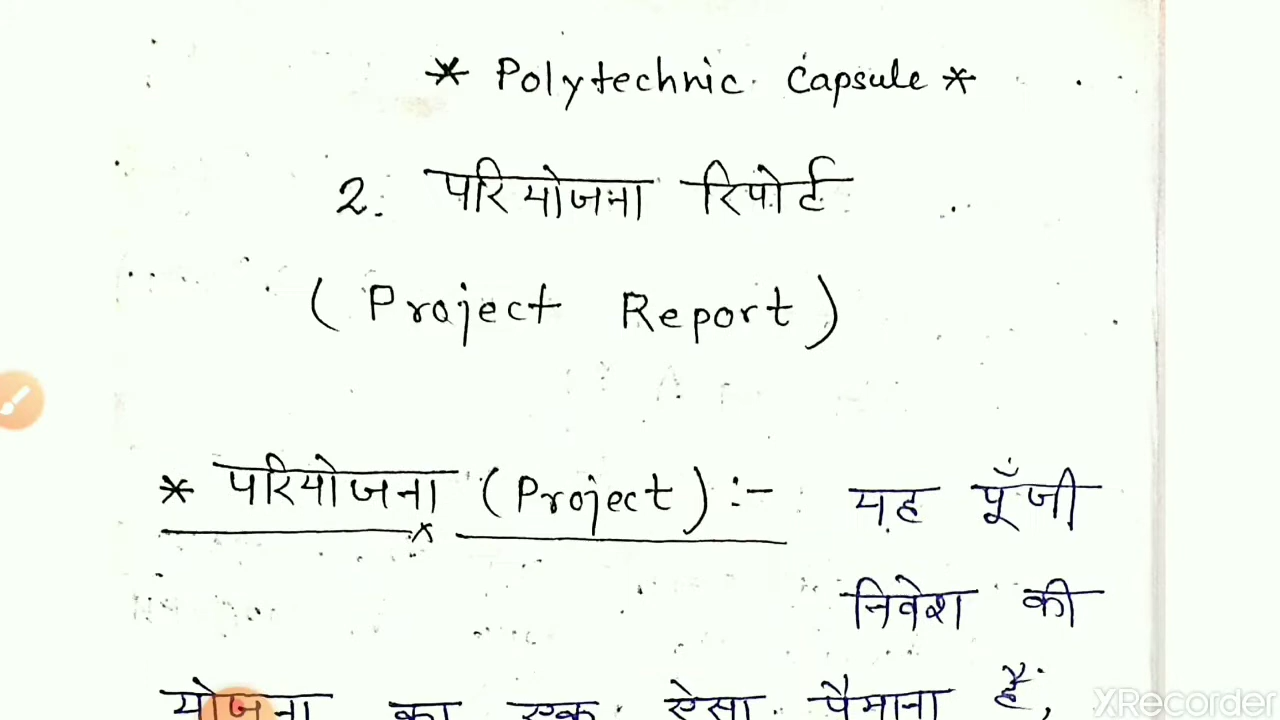 * Polytechnic Capsule *
2. परियोजना रिपोर्ट
( Project Report )
* परियोजना (Project) :- यह पूँजी
निवेश की
योजना का एक ऐसा पैमाना है,
XRecorder